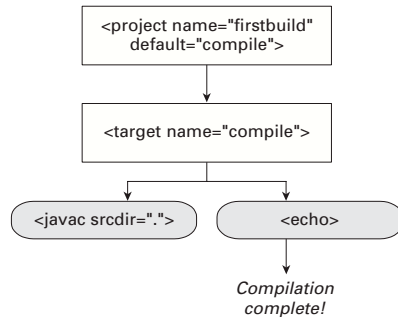 <project name="firstbuild"
default="compile">
<target name="compile">
<javac srcdir=".">
<echo>
Compilation
complete!